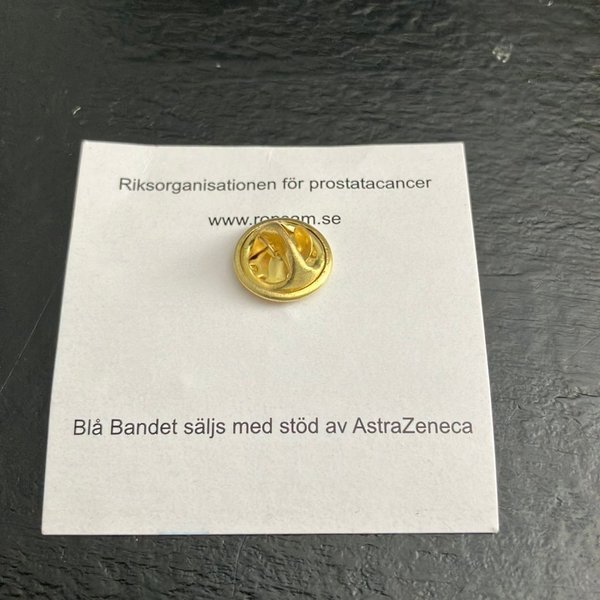 Riksorganisationen för prostatacancer
Blå Bandet säljs med stöd av AstraZeneca